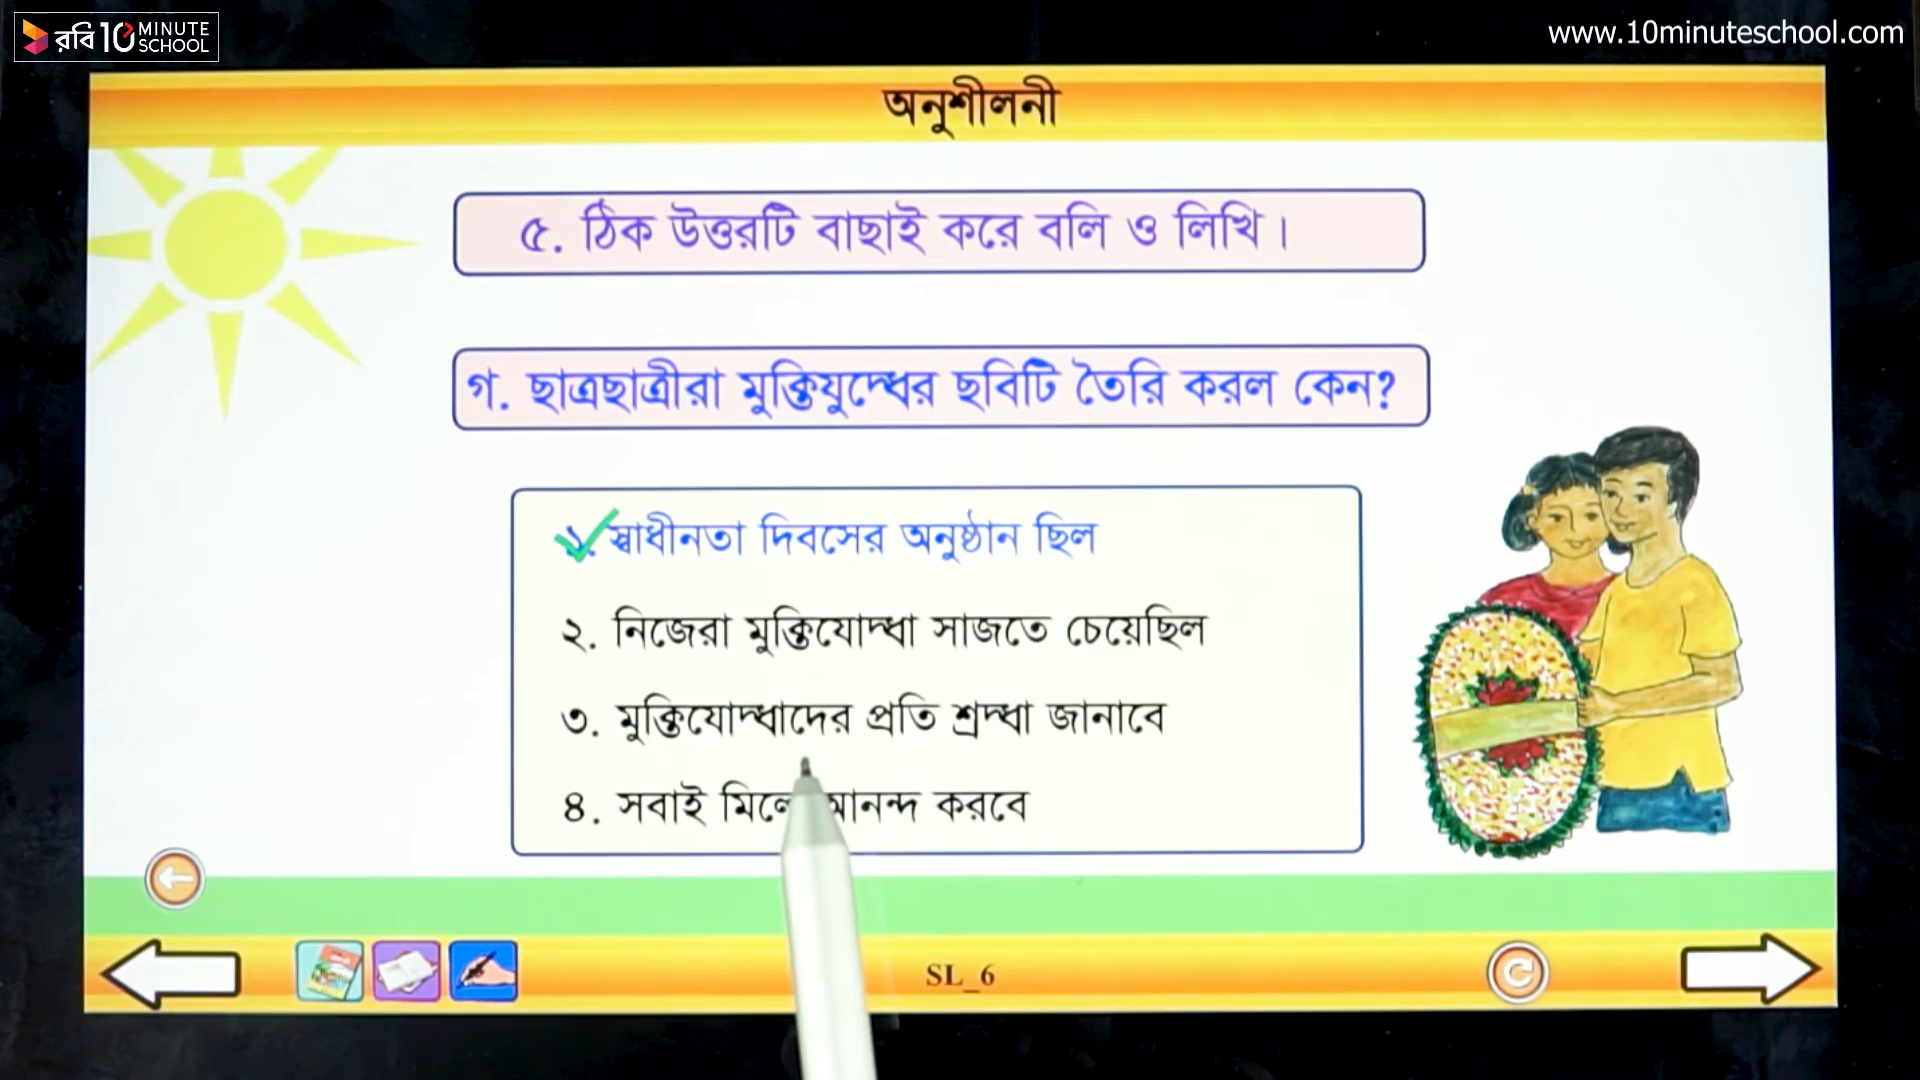 রবি 10 MINUTE SCHOOL
www.10minuteschool.com
অনুশীলনী
৫. ঠিক উত্তরটি বাছাই করে বলি ও লিখি।
গ. ছাত্রছাত্রীরা মুক্তিযুদ্ধের ছবিটি তৈরি করল কেন?
১. স্বাধীনতা দিবসের অনুষ্ঠান ছিল
২. নিজেরা মুক্তিযোদ্ধা সাজতে চেয়েছিল
৩. মুক্তিযোদ্ধাদের প্রতি শ্রদ্ধা জানাবে
৪. সবাই মিলে আনন্দ করবে
SL_6